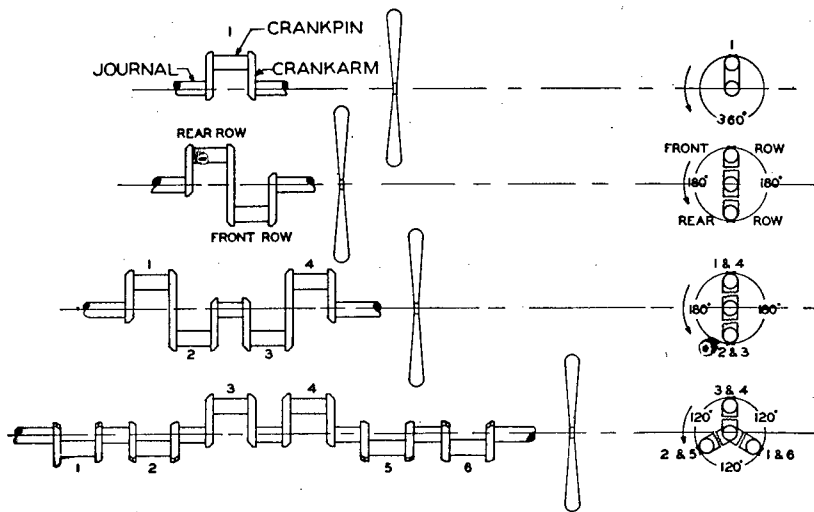 1
CRANKPIN
JOURNAL
CRANKARM
1
360°
REAR ROW
FRONT ROW
FRONT ROW
180° 180°
REAR ROW
1 4
2 3
1 & 4
180° 180°
2 & 3
3 4
1 2 5 6
3 & 4
120° 120°
2 & 5 1 & 6
120°